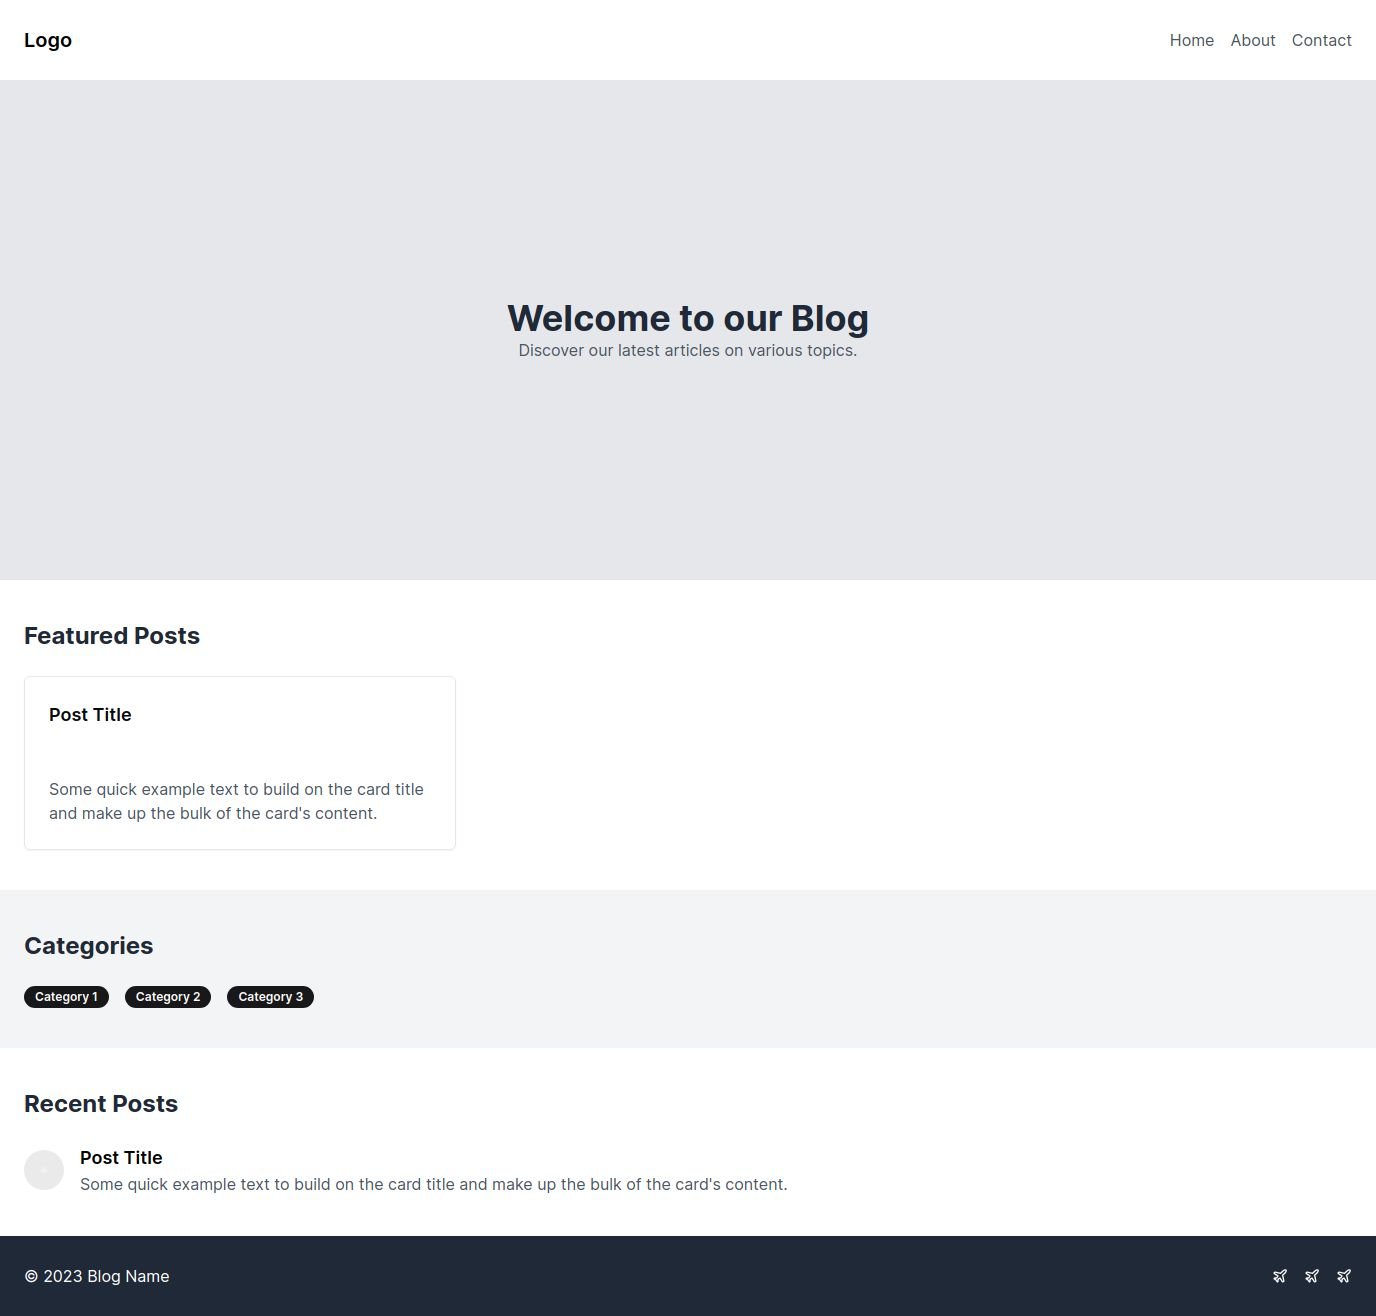 Logo
Home About Contact
Welcome to our Blog
Discover our latest articles on various topics.
Featured Posts
Post Title
Some quick example text to build on the card title
and make up the bulk of the card's content.
Categories
Category 1 Category 2 Category 3
Recent Posts
Post Title
Some quick example text to build on the card title and make up the bulk of the card's content.
© 2023 Blog Name